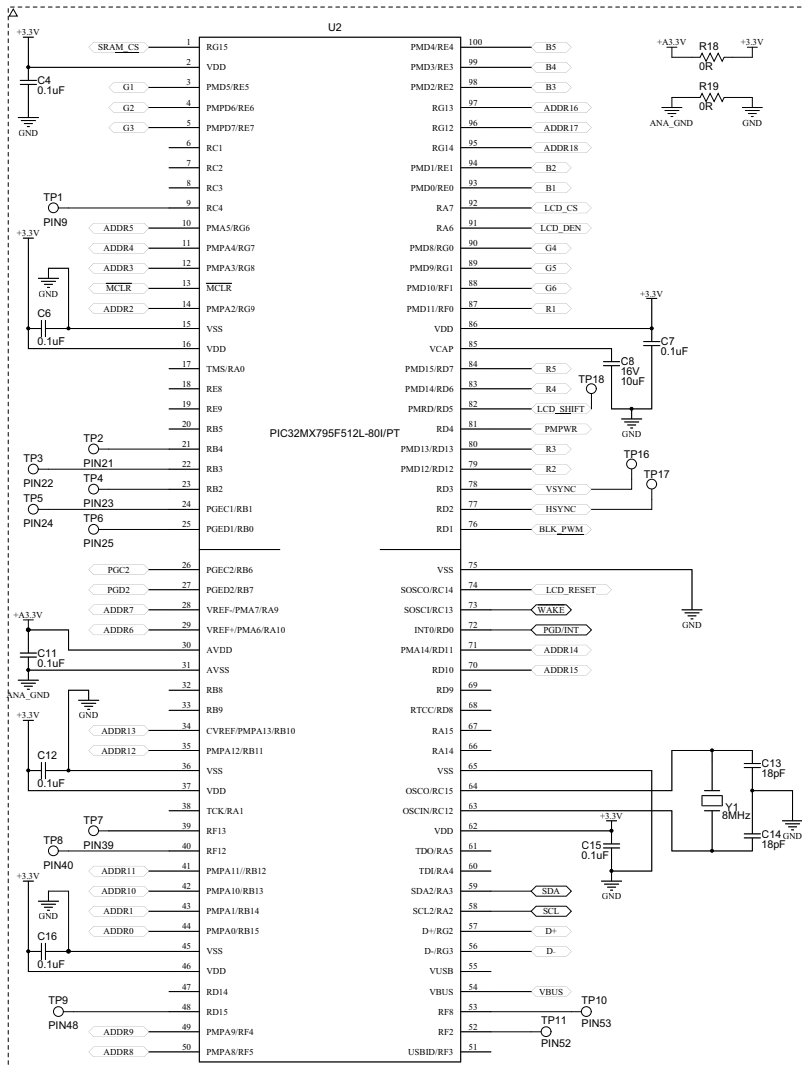 U2
PIC32MX795F512L-80I/PT
+3.3V
C4
0.1uF
GND
SRAM_CS 1 RG15
2 VDD
G1 3 PMD5/RE5
G2 4 PMPD6/RE6
G3 5 PMPD7/RE7
6 RC1
7 RC2
8 RC3
TP1
PIN9
9 RC4
ADDR5 10 PMA5/RG6
ADDR4 11 PMPA4/RG7
ADDR3 12 PMPA3/RG8
MCLR 13 MCLR
ADDR2 14 PMPA2/RG9
+3.3V
GND
C6
0.1uF
15 VSS
16 VDD
17 TMS/RA0
18 RE8
19 RE9
20 RB5
TP2
PIN21
21 RB4
TP3
PIN22
22 RB3
TP4
PIN23
23 RB2
TP5
PIN24
24 PGEC1/RB1
TP6
PIN25
25 PGED1/RB0
PGC2 26 PGEC2/RB6
PGD2 27 PGED2/RB7
ADDR7 28 VREF-/PMA7/RA9
ADDR6 29 VREF+/PMA6/RA10
+A3.3V
C11
0.1uF
ANA_GND
30 AVDD
31 AVSS
32 RB8
33 RB9
GND
+3.3V
ADDR13 34 CVREF/PMPA13/RB10
ADDR12 35 PMPA12/RB11
C12
0.1uF
36 VSS
37 VDD
38 TCK/RA1
TP7
PIN39
39 RF13
TP8
PIN40
40 RF12
ADDR11 41 PMPA11//RB12
ADDR10 42 PMPA10/RB13
ADDR1 43 PMPA1/RB14
ADDR0 44 PMPA0/RB15
+3.3V
GND
C16
0.1uF
45 VSS
46 VDD
47 RD14
TP9
PIN48
48 RD15
ADDR9 49 PMPA9/RF4
ADDR8 50 PMPA8/RF5
PMD4/RE4 100 B5
PMD3/RE3 99 B4
PMD2/RE2 98 B3
RG13 97 ADDR16
RG12 96 ADDR17
RG14 95 ADDR18
PMD1/RE1 94 B2
PMD0/RE0 93 B1
RA7 92 LCD_CS
RA6 91 LCD_DEN
PMD8/RG0 90 G4
PMD9/RG1 89 G5
PMD10/RF1 88 G6
PMD11/RF0 87 R1
VDD 86
VCAP 85
+3.3V
C7
0.1uF
C8
16V
10uF
GND
PMD15/RD7 84 R5
PMD14/RD6 83 R4
TP18
PMRD/RD5 82 LCD_SHIFT
RD4 81 PMPWR
PMD13/RD13 80 R3
PMD12/RD12 79 R2
TP16
RD3 78 VSYNC
TP17
RD2 77 HSYNC
RD1 76 BLK_PWM
VSS 75
GND
SOSCO/RC14 74 LCD_RESET
SOSCI/RC13 73 WAKE
INT0/RD0 72 PGD/INT
PMA14/RD11 71 ADDR14
RD10 70 ADDR15
RD9 69
RTCC/RD8 68
RA15 67
RA14 66
VSS 65
OSCO/RC15 64
OSCIN/RC12 63
Y1
8MHz
C13
18pF
C14
18pF
GND
VDD 62
+3.3V
C15
0.1uF
GND
TDO/RA5 61
TDI/RA4 60
SDA2/RA3 59 SDA
SCL2/RA2 58 SCL
D+/RG2 57 D+
D-/RG3 56 D-
VUSB 55
VBUS 54 VBUS
RF8 53
TP10
PIN53
RF2 52
TP11
PIN52
USBID/RF3 51
+A3.3V
R18
0R
+3.3V
R19
0R
ANA_GND
GND